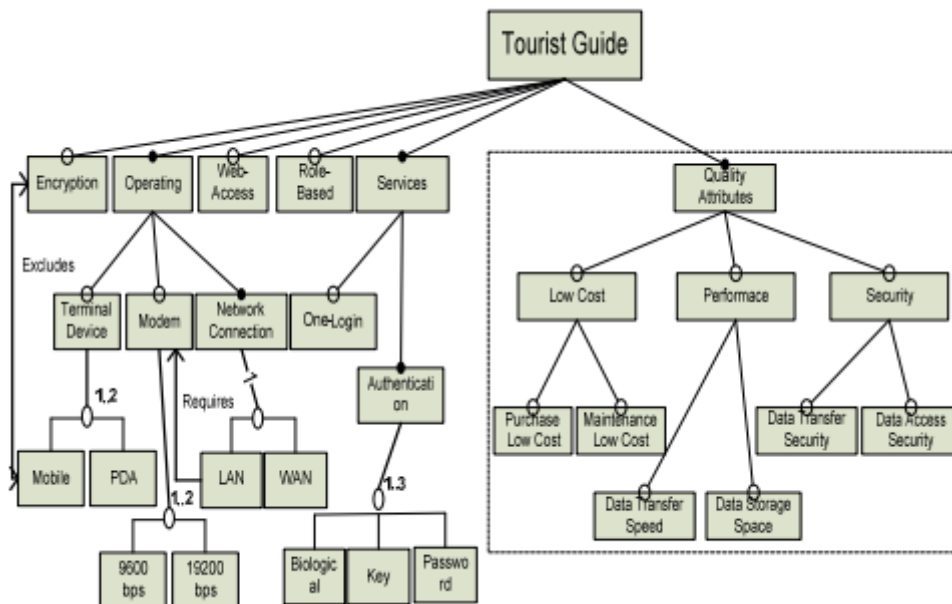 Tourist Guide
Encryption
Operating
Web-
Access
Role-
Based
Services
Quality
Attributes
Excludes
Terminal
Device
Modem
Network
Connection
One-Login
Low Cost
Performace
Security
1..2
1
Requires
Authenticati
on
Purchase
Low Cost
Maintenance
Low Cost
Data Transfer
Security
Data Access
Security
Mobile
PDA
LAN
WAN
1..2
1.3
Data Transfer
Speed
Data Storage
Space
9600
bps
19200
bps
Biologic
al
Key
Passwo
rd